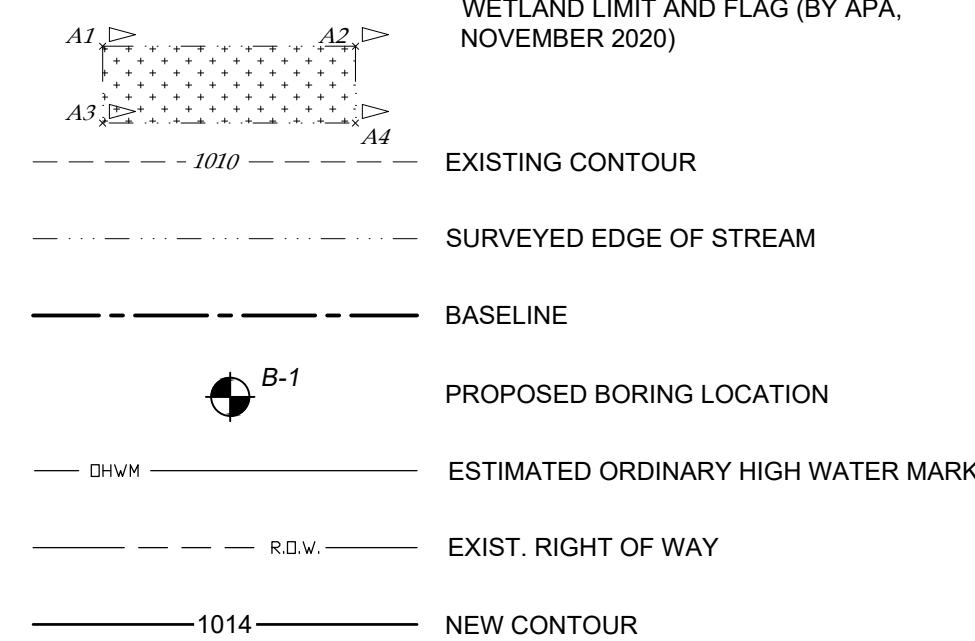 WETLAND LIMIT AND FLAG (BY APA,
NOVEMBER 2020)
A1 A2
A3 A4
1010 EXISTING CONTOUR
SURVEYED EDGE OF STREAM
BASELINE
B-1 PROPOSED BORING LOCATION
OHWM ESTIMATED ORDINARY HIGH WATER MARK
R.O.W. EXIST. RIGHT OF WAY
1014 NEW CONTOUR